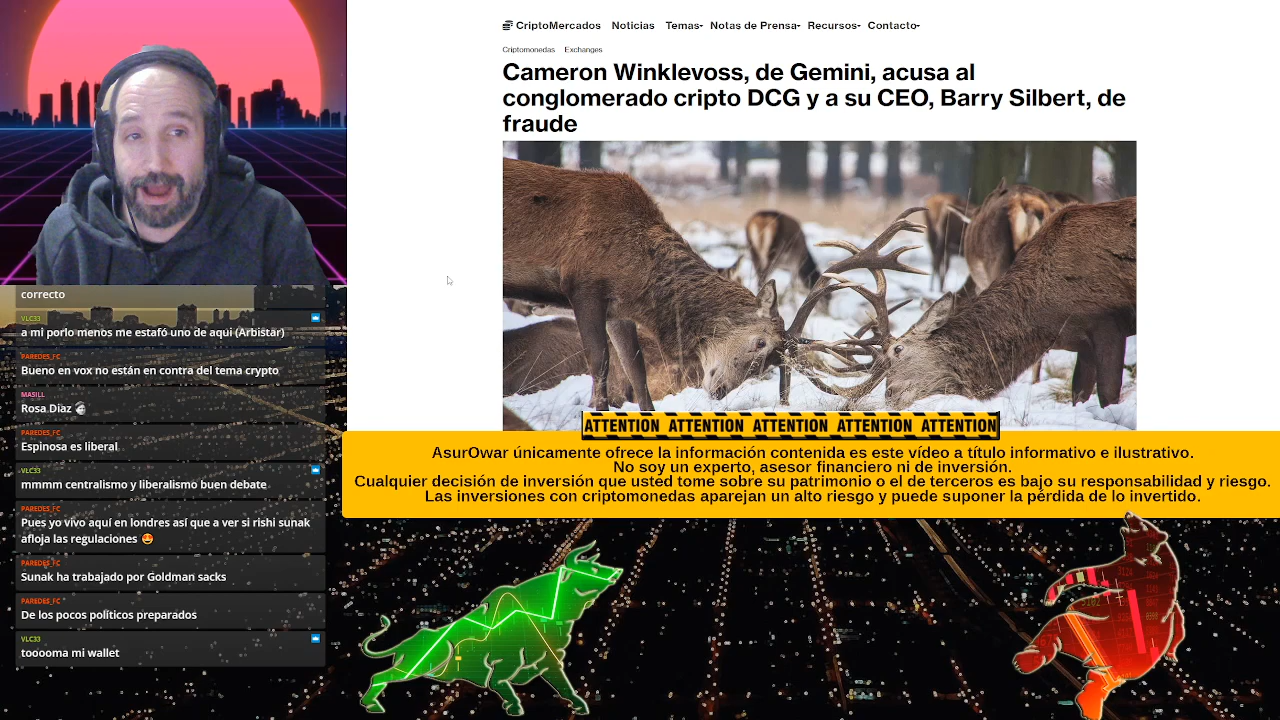 CriptoMercados Noticias Temas Notas de Prensa Recursos Contacto
Criptomonedas Exchanges
Cameron Winklevoss, de Gemini, acusa al
conglomerado cripto DCG y a su CEO, Barry Silbert, de
fraude
correcto
VLC33
a mi porlo menos me estafó uno de aqui (Arbistar)
PAREDES_FC
Bueno en vox no están en contra del tema crypto
MASILL
Rosa Díaz
PAREDES_FC
Espinosa es liberal
VLC33
mmmm centralismo y liberalismo buen debate
PAREDES_FC
Pues yo vivo aquí en londres así que a ver si rishi sunak
afloja las regulaciones 🤩
PAREDES_FC
Sunak ha trabajado por Goldman sacks
PAREDES_FC
De los pocos políticos preparados
VLC33
tooooma mi wallet
ATTENTION ATTENTION ATTENTION ATTENTION ATTENTION
AsurOwar únicamente ofrece la información contenida es este vídeo a título informativo e ilustrativo.
No soy un experto, asesor financiero ni de inversión.
Cualquier decisión de inversión que usted tome sobre su patrimonio o el de terceros es bajo su responsabilidad y riesgo.
Las inversiones con criptomonedas aparejan un alto riesgo y puede suponer la pérdida de lo invertido.